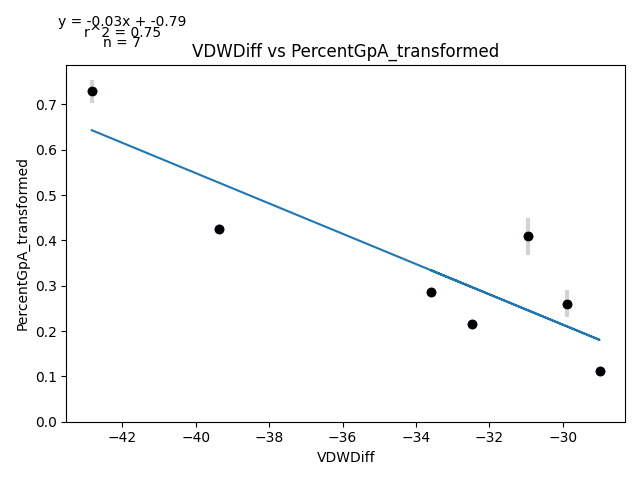 y = -0.03x + -0.79
r^2 = 0.75
n = 7
VDWDiff vs PercentGpA_transformed
PercentGpA_transformed
0.7
0.6
0.5
0.4
0.3
0.2
0.1
0.0
−42
−40
−38
−36
−34
−32
−30
VDWDiff